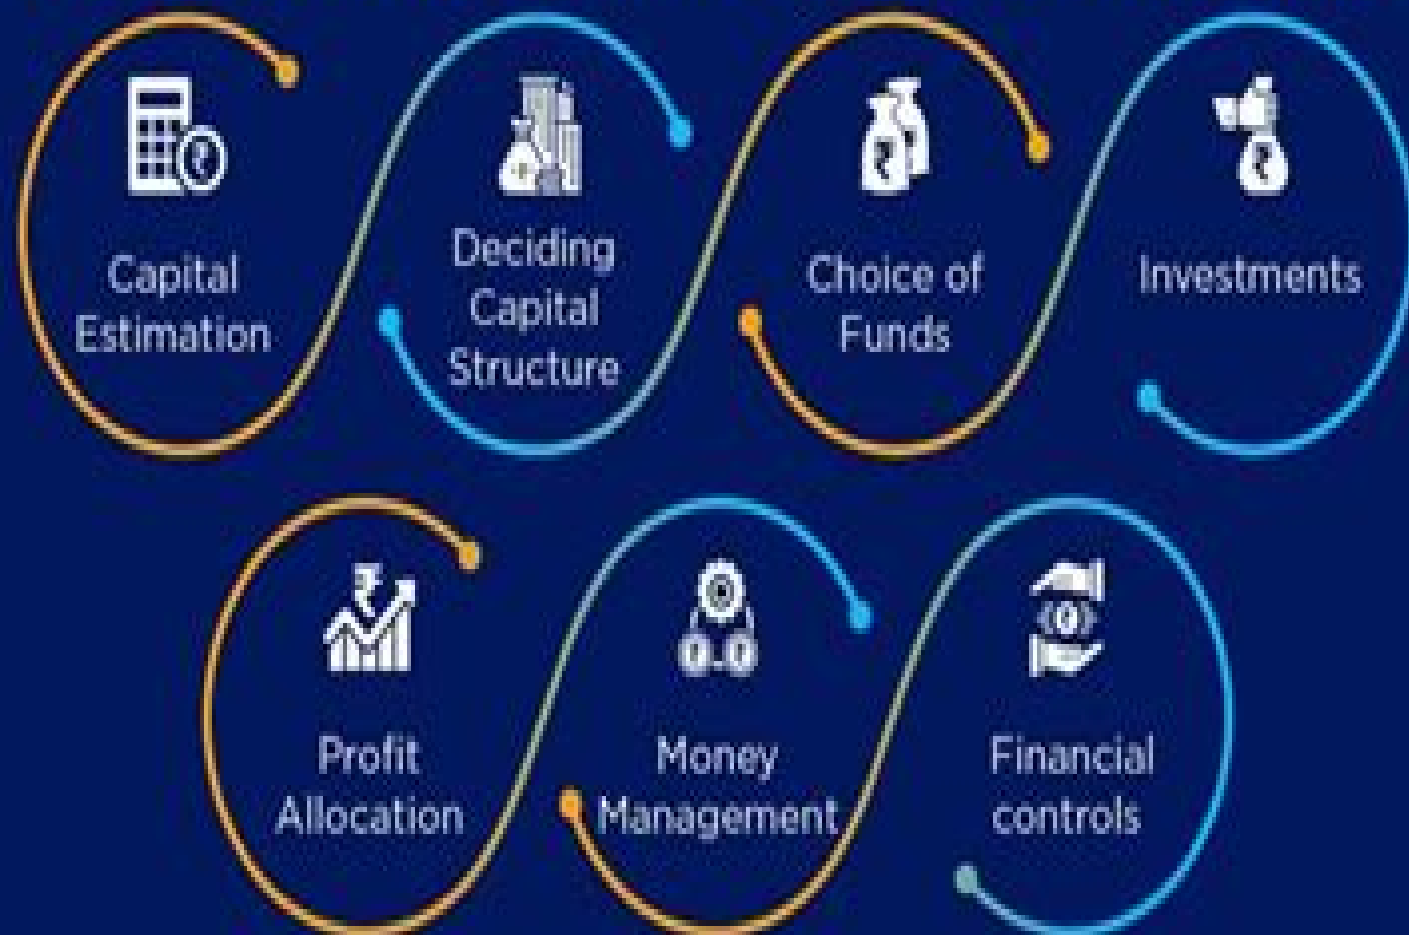 Capital
Estimation
Deciding
Capital
Structure
Choice of
Funds
Investments
Profit
Allocation
Money
Management
Financial
controls